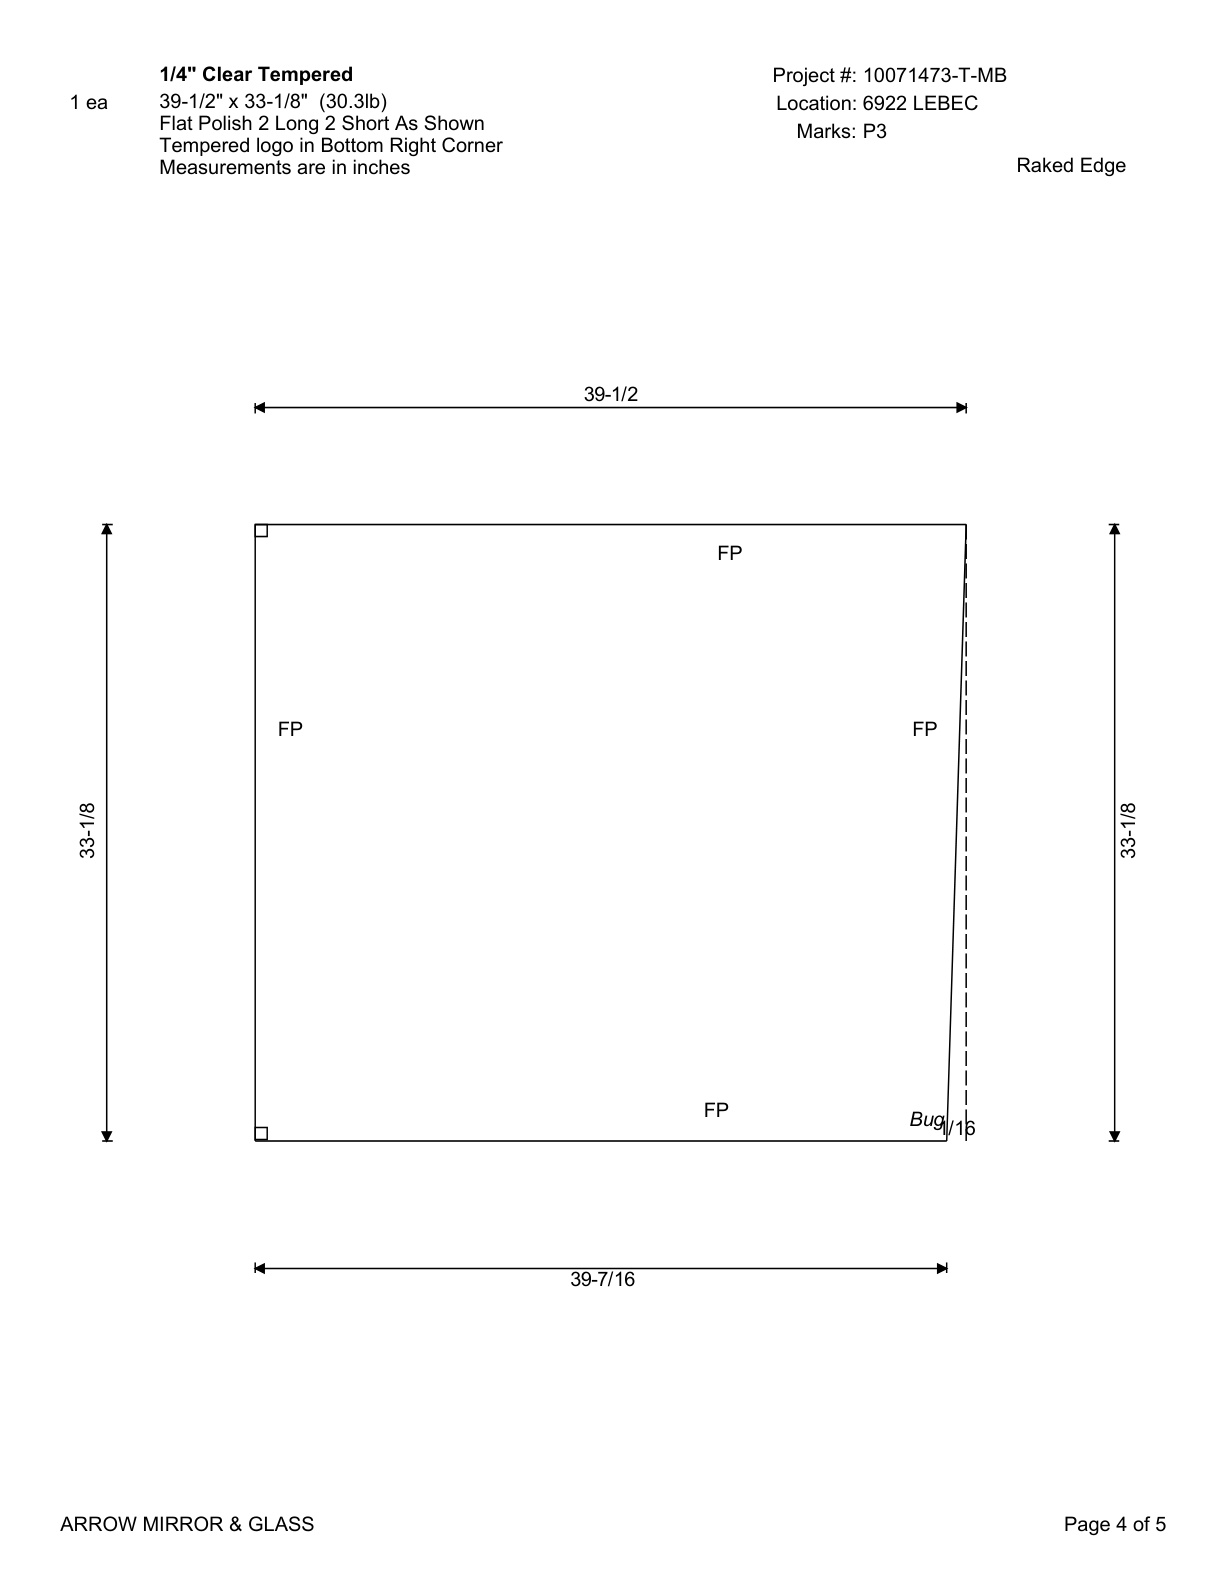 1/4" Clear Tempered
1 ea
39-1/2" x 33-1/8" (30.3lb)
Flat Polish 2 Long 2 Short As Shown
Tempered logo in Bottom Right Corner
Measurements are in inches
Project #: 10071473-T-MB
Location: 6922 LEBEC
Marks: P3
Raked Edge
39-1/2
FP
FP
FP
33-1/8
33-1/8
FP
Bug
1/16
39-7/16
ARROW MIRROR & GLASS
Page 4 of 5